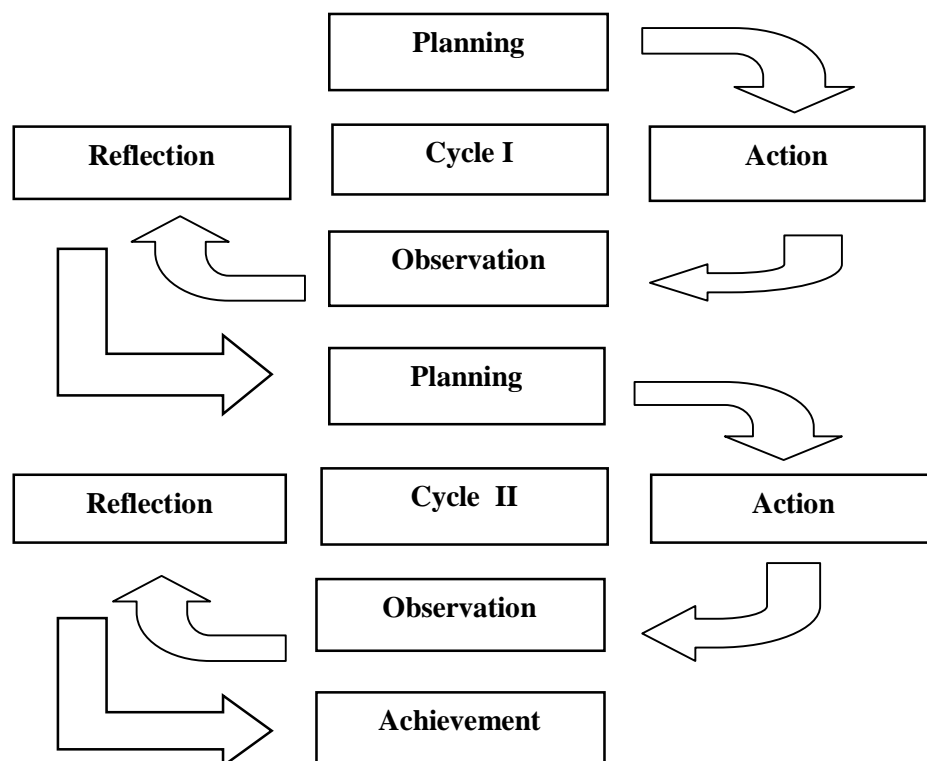 Planning
Reflection
Cycle I
Action
Observation
Planning
Reflection
Cycle  II
Action
Observation
Achievement